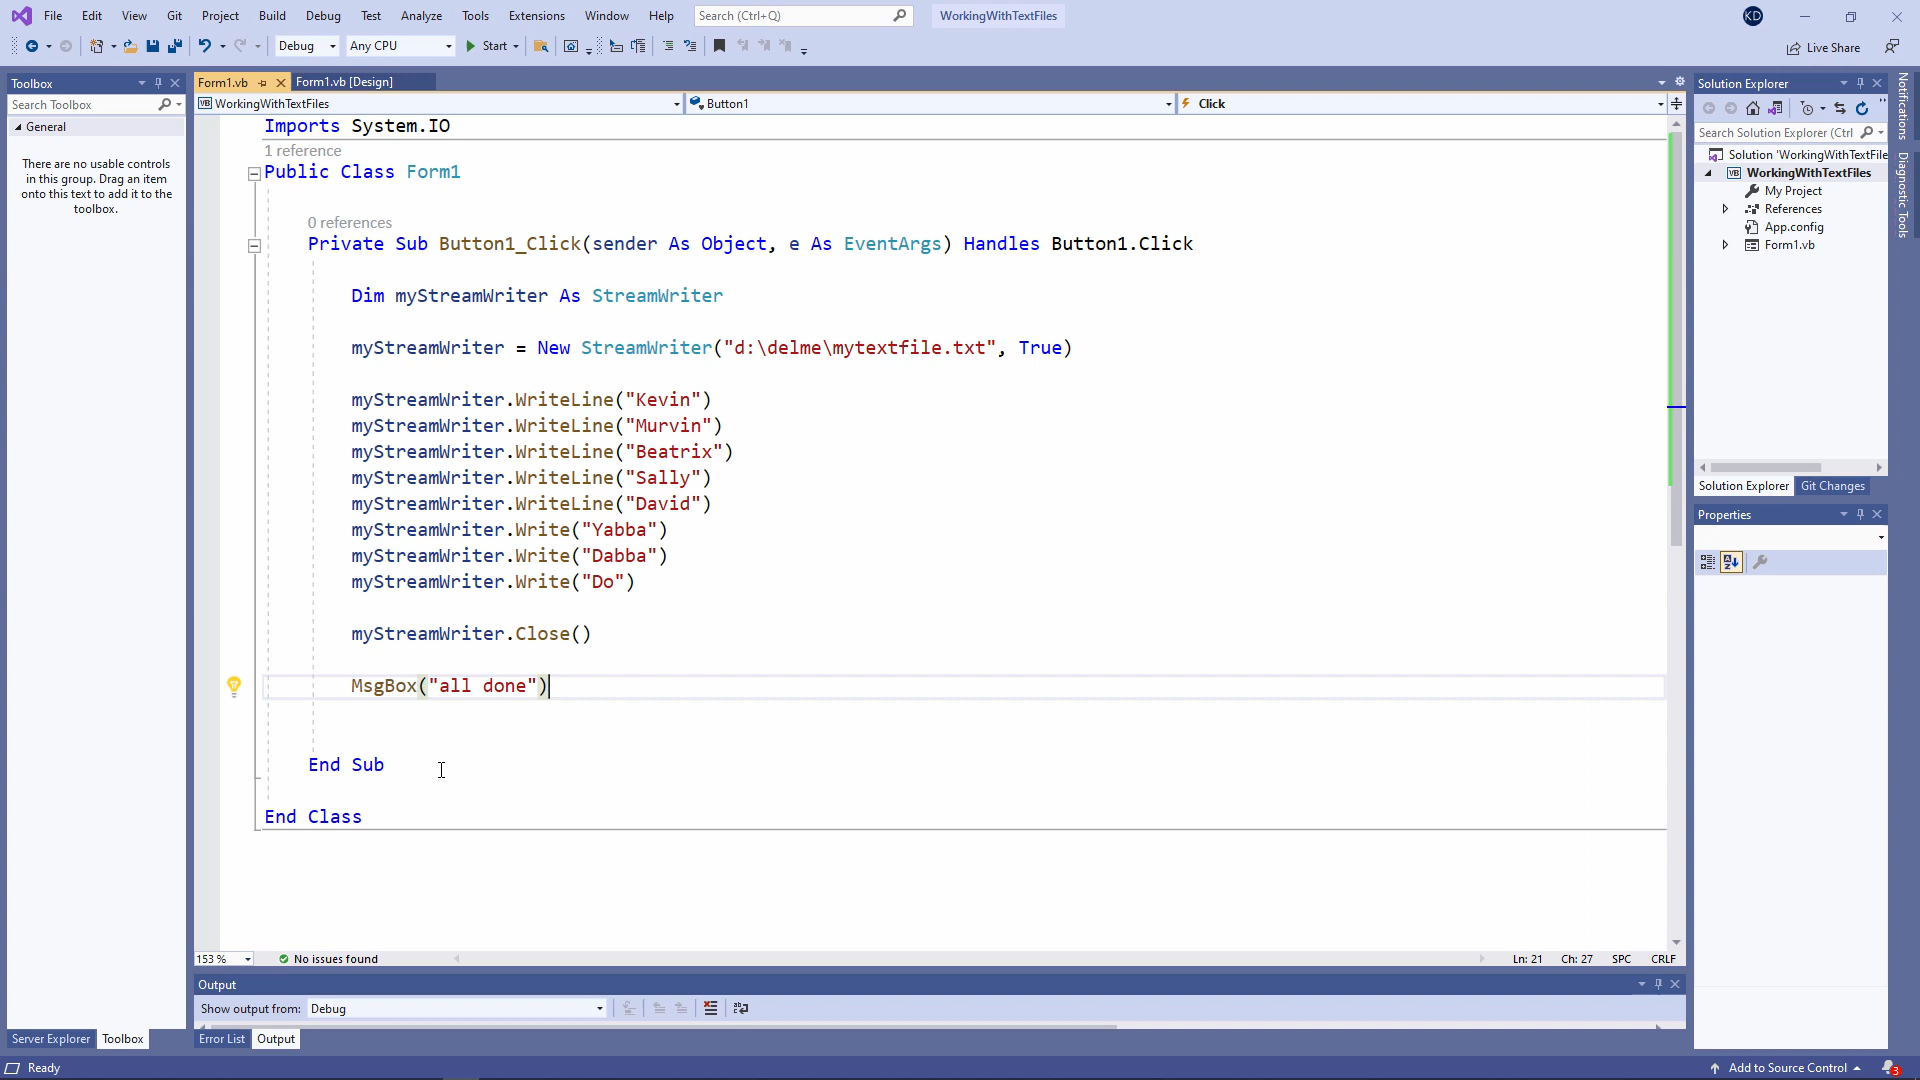 File Edit View Git Project Build Debug Test Analyze Tools Extensions Window Help Search (Ctrl+Q) WorkingWithTextFiles KD
Debug Any CPU Start Live Share
Toolbox
Search Toolbox
General
There are no usable controls
in this group. Drag an item
onto this text to add it to the
toolbox.
Server Explorer Toolbox
Form1.vb Form1.vb [Design]
VB WorkingWithTextFiles Button1 Click
Imports System.IO
1 reference
Public Class Form1
0 references
Private Sub Button1_Click(sender As Object, e As EventArgs) Handles Button1.Click
Dim myStreamWriter As StreamWriter
myStreamWriter = New StreamWriter("d:\delme\mytextfile.txt", True)
myStreamWriter.WriteLine("Kevin")
myStreamWriter.WriteLine("Murvin")
myStreamWriter.WriteLine("Beatrix")
myStreamWriter.WriteLine("Sally")
myStreamWriter.WriteLine("David")
myStreamWriter.Write("Yabba")
myStreamWriter.Write("Dabba")
myStreamWriter.Write("Do")
myStreamWriter.Close()
MsgBox("all done")
End Sub
End Class
153 % No issues found Ln: 21 Ch: 27 SPC CRLF
Output
Show output from: Debug
Error List Output
Solution Explorer
Search Solution Explorer (Ctrl
Solution 'WorkingWithTextFile
VB WorkingWithTextFiles
My Project
References
App.config
Form1.vb
Solution Explorer Git Changes
Properties
Notifications
Diagnostic Tools
Ready Add to Source Control 3